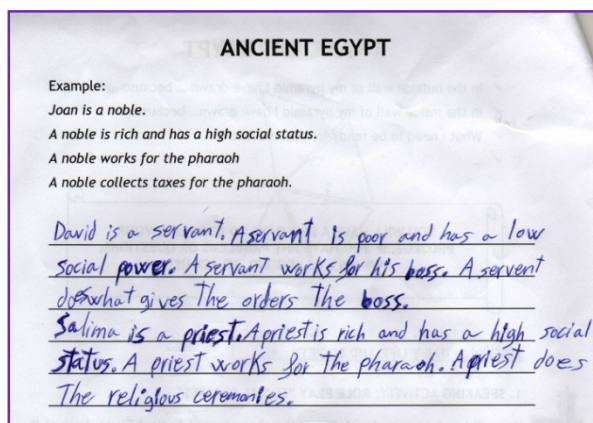 ANCIENT EGYPT
Example:
Joan is a noble.
A noble is rich and has a high social status.
A noble works for the pharaoh
A noble collects taxes for the pharaoh.
David is a servant. A servant is poor and has a low
social power. A servant works for his boss. A servent
does what gives The orders The boss.
Salima is a priest. A priest is rich and has a high social
status. A priest works for the pharaoh. A priest does
The religious ceremonies.